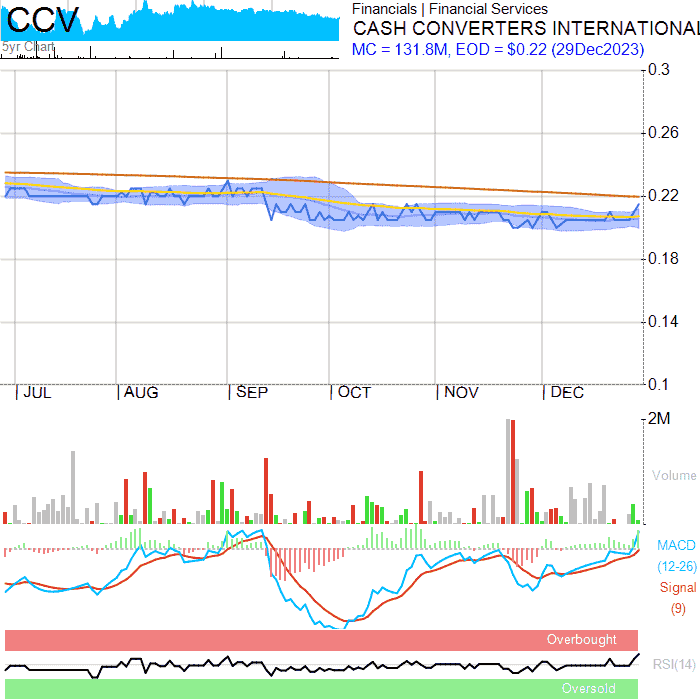 CCV
5yr Chart
Financials | Financial Services
CASH CONVERTERS INTERNATIONAL
MC = 131.8M, EOD = $0.22 (29Dec2023)
0.3
0.26
0.22
0.18
0.14
0.1
JUL AUG SEP OCT NOV DEC
2M
Volume
MACD
(12-26)
Signal
(9)
Overbought
RSI(14)
Oversold